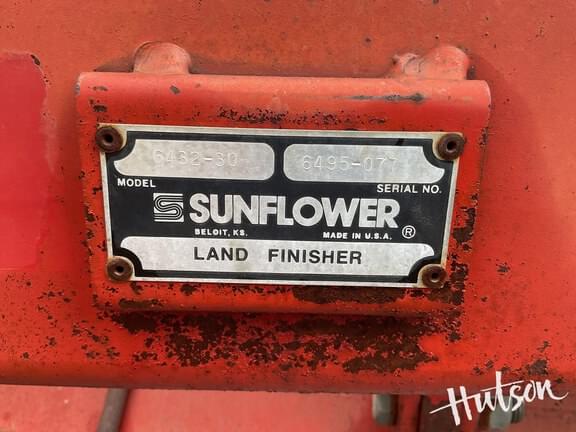 6432-30 6495-077
MODEL SERIAL NO.
SUNFLOWER ®
BELOIT, KS. MADE IN U.S.A.
LAND FINISHER
Hutson